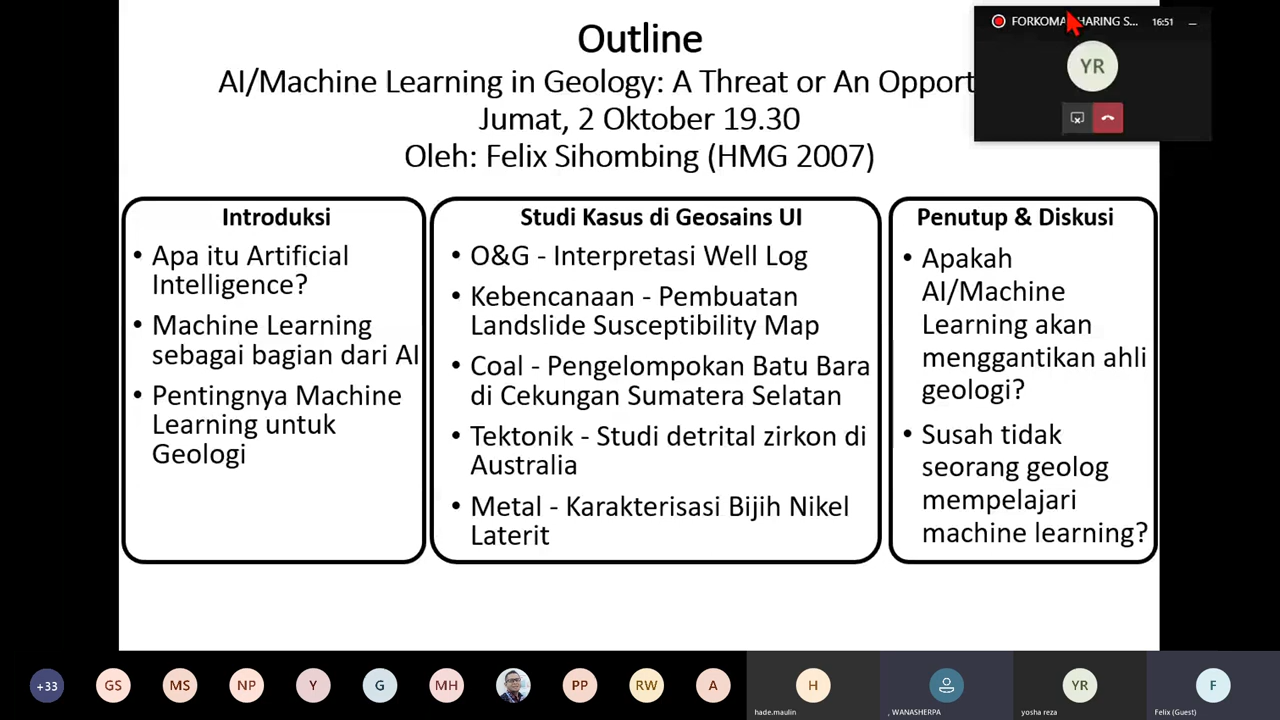 Outline
AI/Machine Learning in Geology: A Threat or An Opport
Jumat, 2 Oktober 19.30
Oleh: Felix Sihombing (HMG 2007)
FORKOMA SHARING S...
16:51
YR
Introduksi
• Apa itu Artificial
Intelligence?
• Machine Learning
sebagai bagian dari AI
• Pentingnya Machine
Learning untuk
Geologi
Studi Kasus di Geosains UI
• O&G - Interpretasi Well Log
• Kebencanaan - Pembuatan
Landslide Susceptibility Map
• Coal - Pengelompokan Batu Bara
di Cekungan Sumatera Selatan
• Tektonik - Studi detrital zirkon di
Australia
• Metal - Karakterisasi Bijih Nikel
Laterit
Penutup & Diskusi
• Apakah
AI/Machine
Learning akan
menggantikan ahli
geologi?
• Susah tidak
seorang geolog
mempelajari
machine learning?
+33
GS
MS
NP
Y
G
MH
PP
RW
A
H
YR
F
hade.maulin
, WANASHERPA
yosha reza
Felix (Guest)